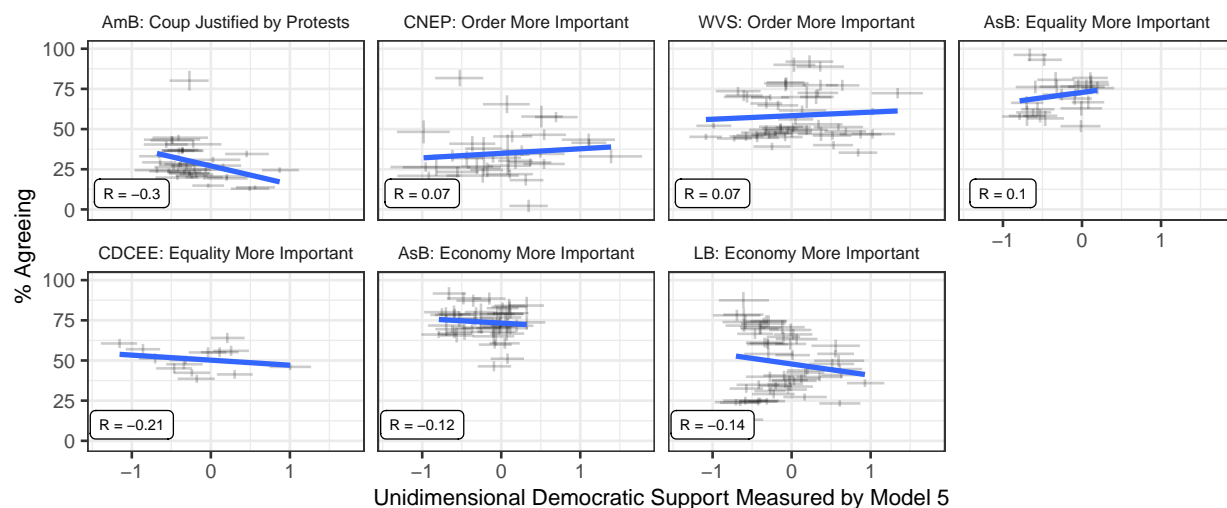 AmB: Coup Justified by Protests
CNEP: Order More Important
WVS: Order More Important
AsB: Equality More Important
100
75
50
25
0
R = −0.3
R = 0.07
R = 0.07
R = 0.1
−1 0 1
CDCEE: Equality More Important
AsB: Economy More Important
LB: Economy More Important
100
75
50
25
0
R = −0.21
R = −0.12
R = −0.14
−1 0 1
−1 0 1
−1 0 1
% Agreeing
Unidimensional Democratic Support Measured by Model 5